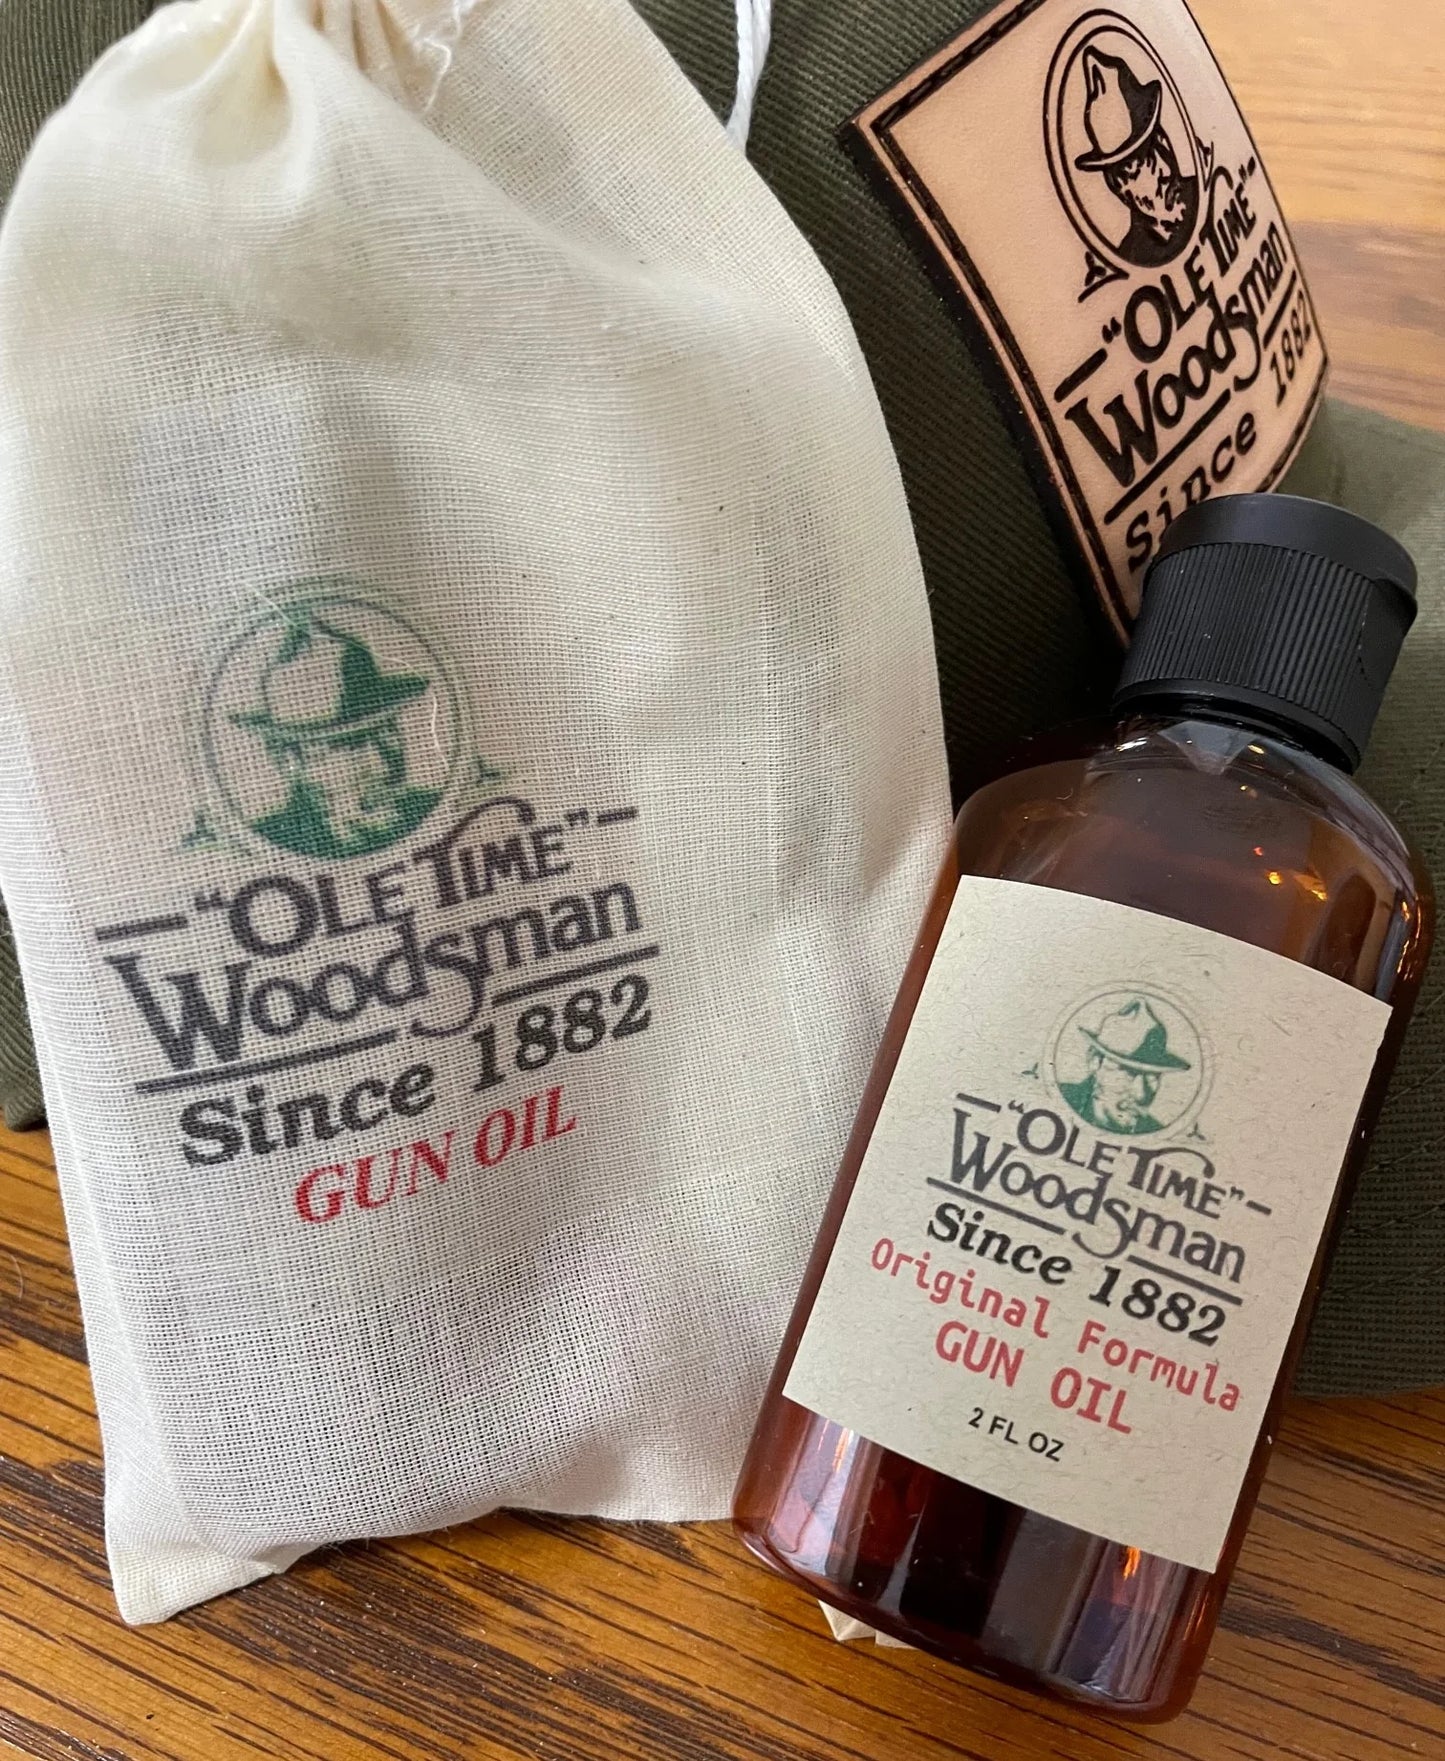 "OLE TIME"
Woodsman
Since 1882
GUN OIL
"OLE TIME"
Woodsman
Since 1882
"OLE TIME"
Woodsman
Since 1882
Original Formula
GUN OIL
2 FL OZ